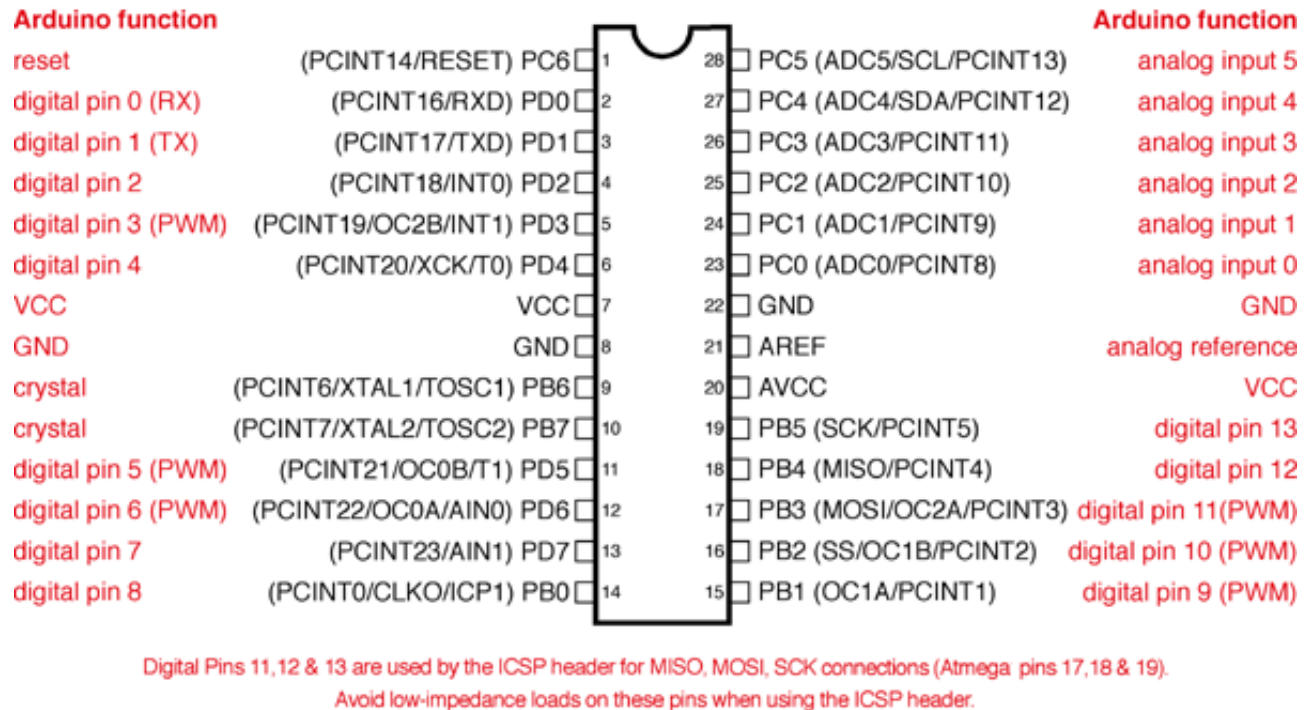 Arduino function Arduino function
reset (PCINT14/RESET) PC6 1 28 PC5 (ADC5/SCL/PCINT13) analog input 5
digital pin 0 (RX) (PCINT16/RXD) PD0 2 27 PC4 (ADC4/SDA/PCINT12) analog input 4
digital pin 1 (TX) (PCINT17/TXD) PD1 3 26 PC3 (ADC3/PCINT11) analog input 3
digital pin 2 (PCINT18/INT0) PD2 4 25 PC2 (ADC2/PCINT10) analog input 2
digital pin 3 (PWM) (PCINT19/OC2B/INT1) PD3 5 24 PC1 (ADC1/PCINT9) analog input 1
digital pin 4 (PCINT20/XCK/T0) PD4 6 23 PC0 (ADC0/PCINT8) analog input 0
VCC VCC 7 22 GND GND
GND GND 8 21 AREF analog reference
crystal (PCINT6/XTAL1/TOSC1) PB6 9 20 AVCC VCC
crystal (PCINT7/XTAL2/TOSC2) PB7 10 19 PB5 (SCK/PCINT5) digital pin 13
digital pin 5 (PWM) (PCINT21/OC0B/T1) PD5 11 18 PB4 (MISO/PCINT4) digital pin 12
digital pin 6 (PWM) (PCINT22/OC0A/AIN0) PD6 12 17 PB3 (MOSI/OC2A/PCINT3) digital pin 11(PWM)
digital pin 7 (PCINT23/AIN1) PD7 13 16 PB2 (SS/OC1B/PCINT2) digital pin 10 (PWM)
digital pin 8 (PCINT0/CLKO/ICP1) PB0 14 15 PB1 (OC1A/PCINT1) digital pin 9 (PWM)
Digital Pins 11,12 & 13 are used by the ICSP header for MISO, MOSI, SCK connections (Atmega pins 17,18 & 19).
Avoid low-impedance loads on these pins when using the ICSP header.